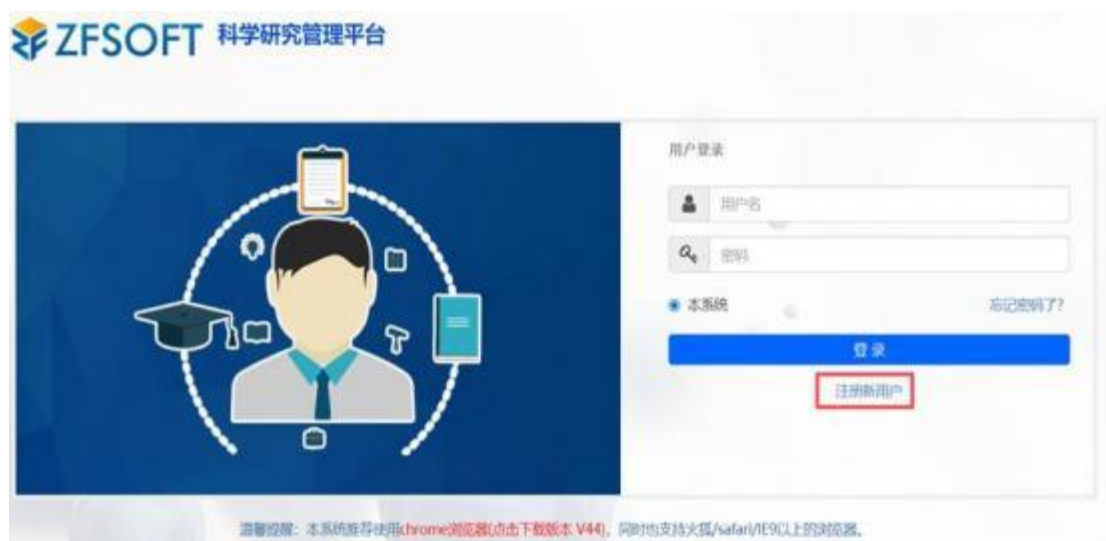 ZFSOFT 科学研究管理平台
用户登录
用户名
密码
本系统
忘记密码了?
登录
注册新用户
温馨提醒：本系统推荐使用chrome浏览器(点击下载版本 V44)，同时也支持火狐/safari/IE9以上的浏览器。